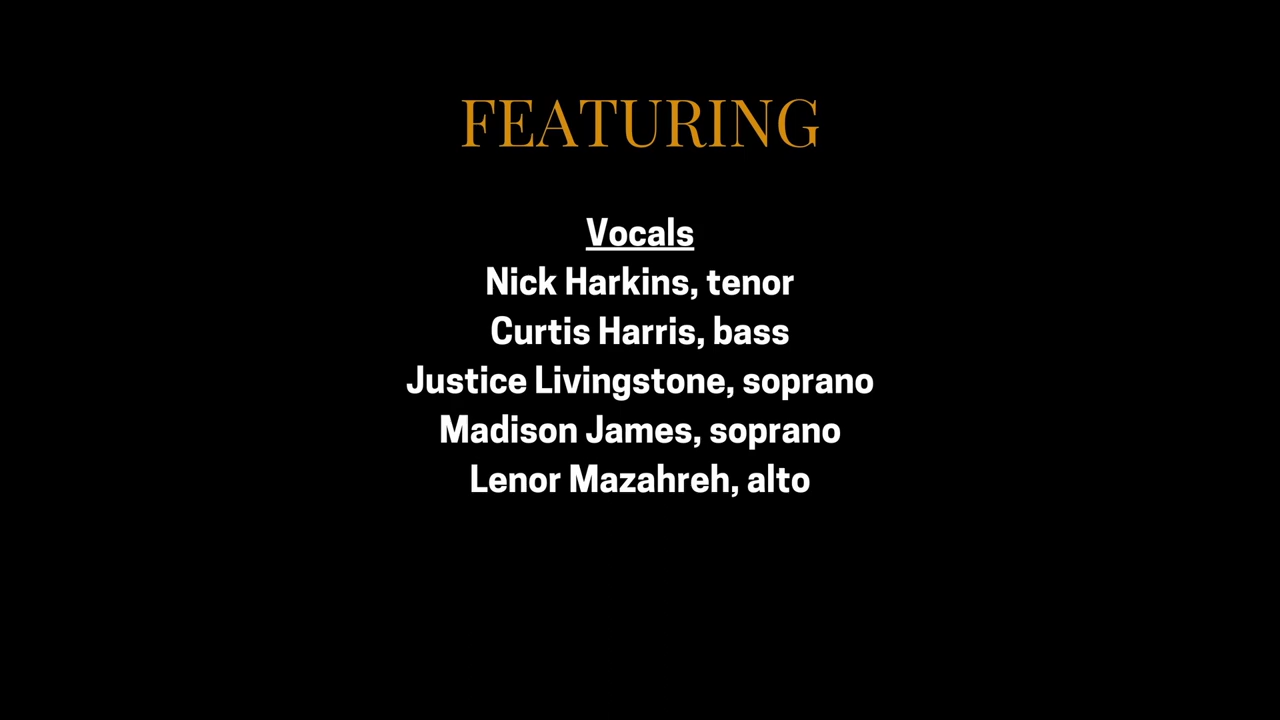 FEATURING
Vocals
Nick Harkins, tenor
Curtis Harris, bass
Justice Livingstone, soprano
Madison James, soprano
Lenor Mazahreh, alto